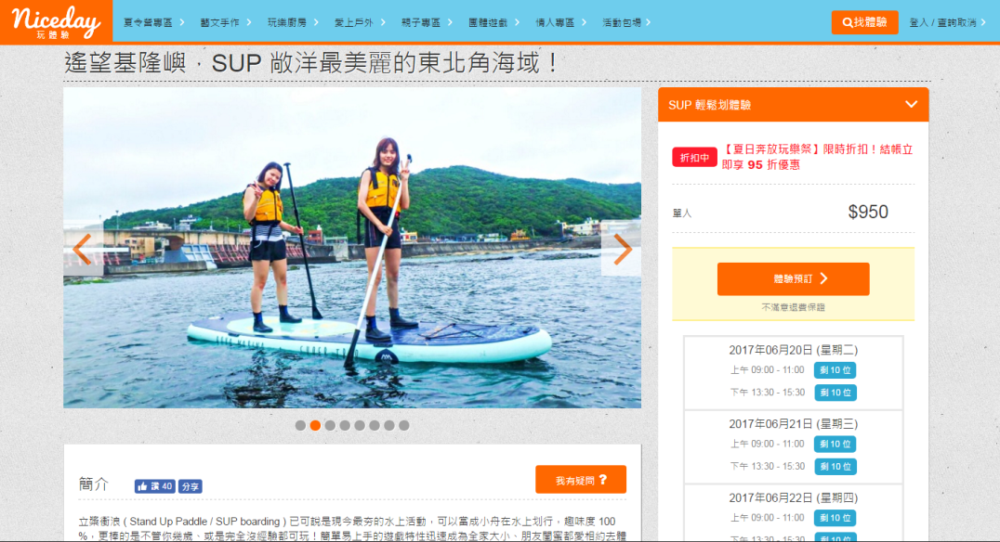 Niceday
玩體驗
夏令營專區 藝文手作 玩樂廚房 愛上戶外 親子專區 團體遊戲 情人專區 活動包場 找體驗 登入 / 查詢取消
遙望基隆嶼．SUP 敞洋最美麗的東北角海域！
SUP 輕鬆划體驗
折扣中
【夏日奔放玩樂祭】限時折扣！結帳立
即享 95 折優惠
單人 $950
體驗預訂
不滿意退費保證
2017年06月20日 (星期二)
上午 09:00 - 11:00 剩 10 位
下午 13:30 - 15:30 剩 10 位
2017年06月21日 (星期三)
上午 09:00 - 11:00 剩 10 位
下午 13:30 - 15:30 剩 10 位
2017年06月22日 (星期四)
上午 09:00 - 11:00 剩 10 位
下午 13:30 - 15:30 剩 10 位
簡介 讚 40 分享 我有疑問 ?
立槳衝浪 ( Stand Up Paddle / SUP boarding ) 已可說是現今最夯的水上活動，可以當成小舟在水上划行，趣味度 100
%，更棒的是不管你幾歲、或是完全沒經驗都可玩！簡單易上手的遊戲特性迅速成為全家大小、朋友閨蜜都愛相約去體